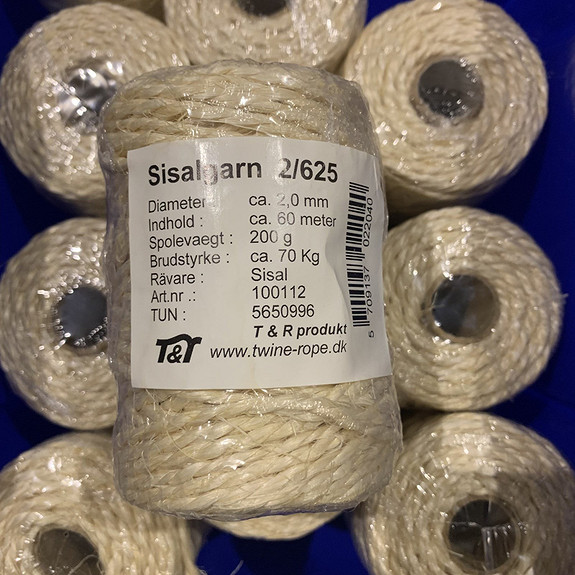 Sisalgarn 2/625
Diameter ca. 2,0 mm
Indhold : ca. 60 meter
Spolevaegt : 200 g
Brudstyrke : ca. 70 Kg
Rävare : Sisal
Art.nr .: 100112
TUN : 5650996
T & R produkt
T&T www.twine-rope.dk
5 709137 022040